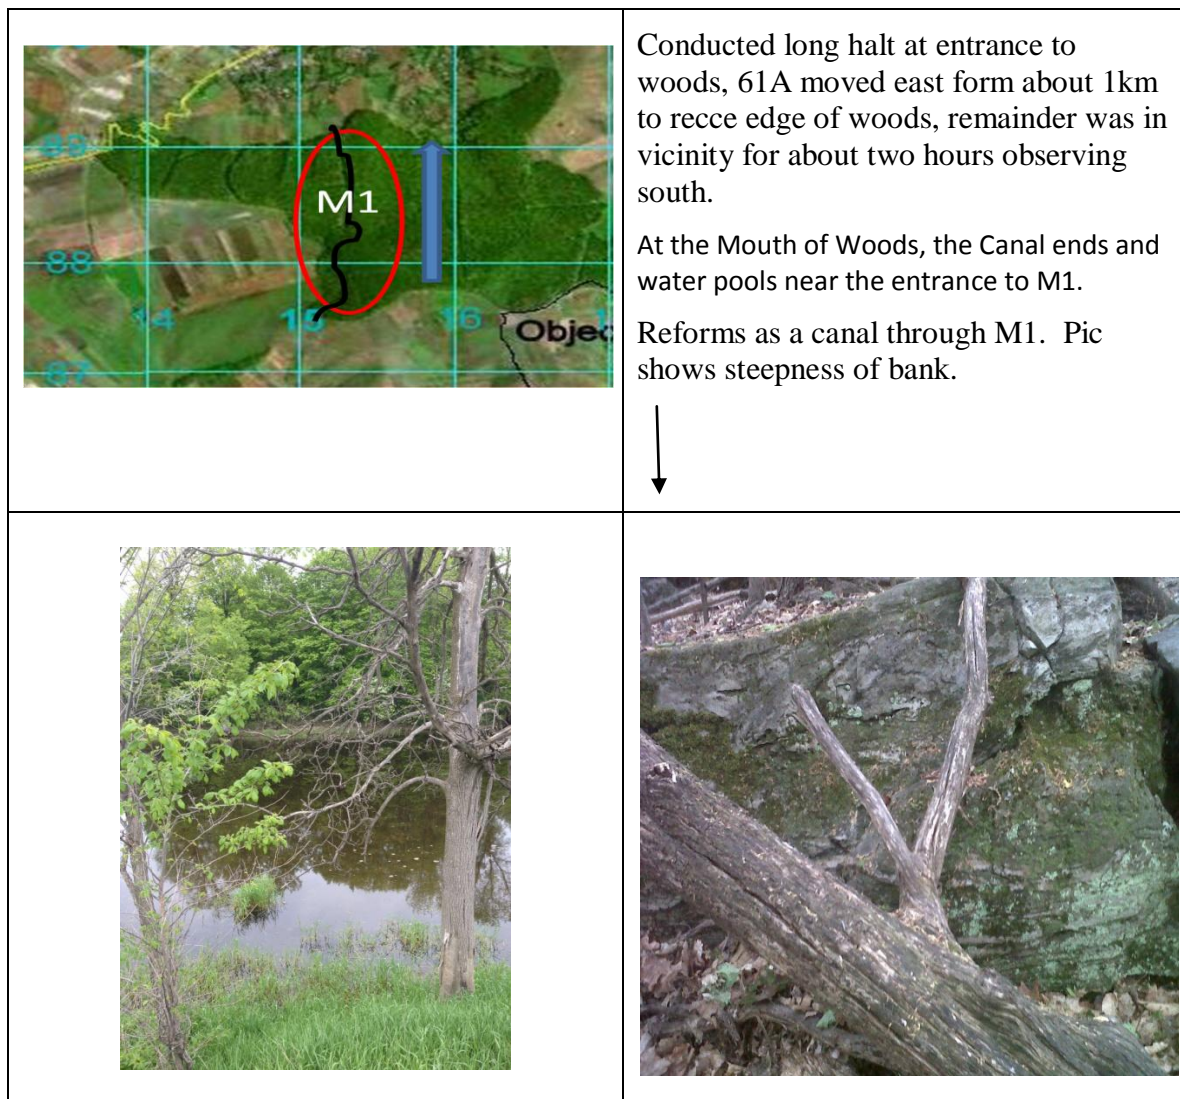 89
M1
88
14
15
16
Objec
87
Conducted long halt at entrance to
woods, 61A moved east form about 1km
to recce edge of woods, remainder was in
vicinity for about two hours observing
south.
At the Mouth of Woods, the Canal ends and
water pools near the entrance to M1.
Reforms as a canal through M1.  Pic
shows steepness of bank.